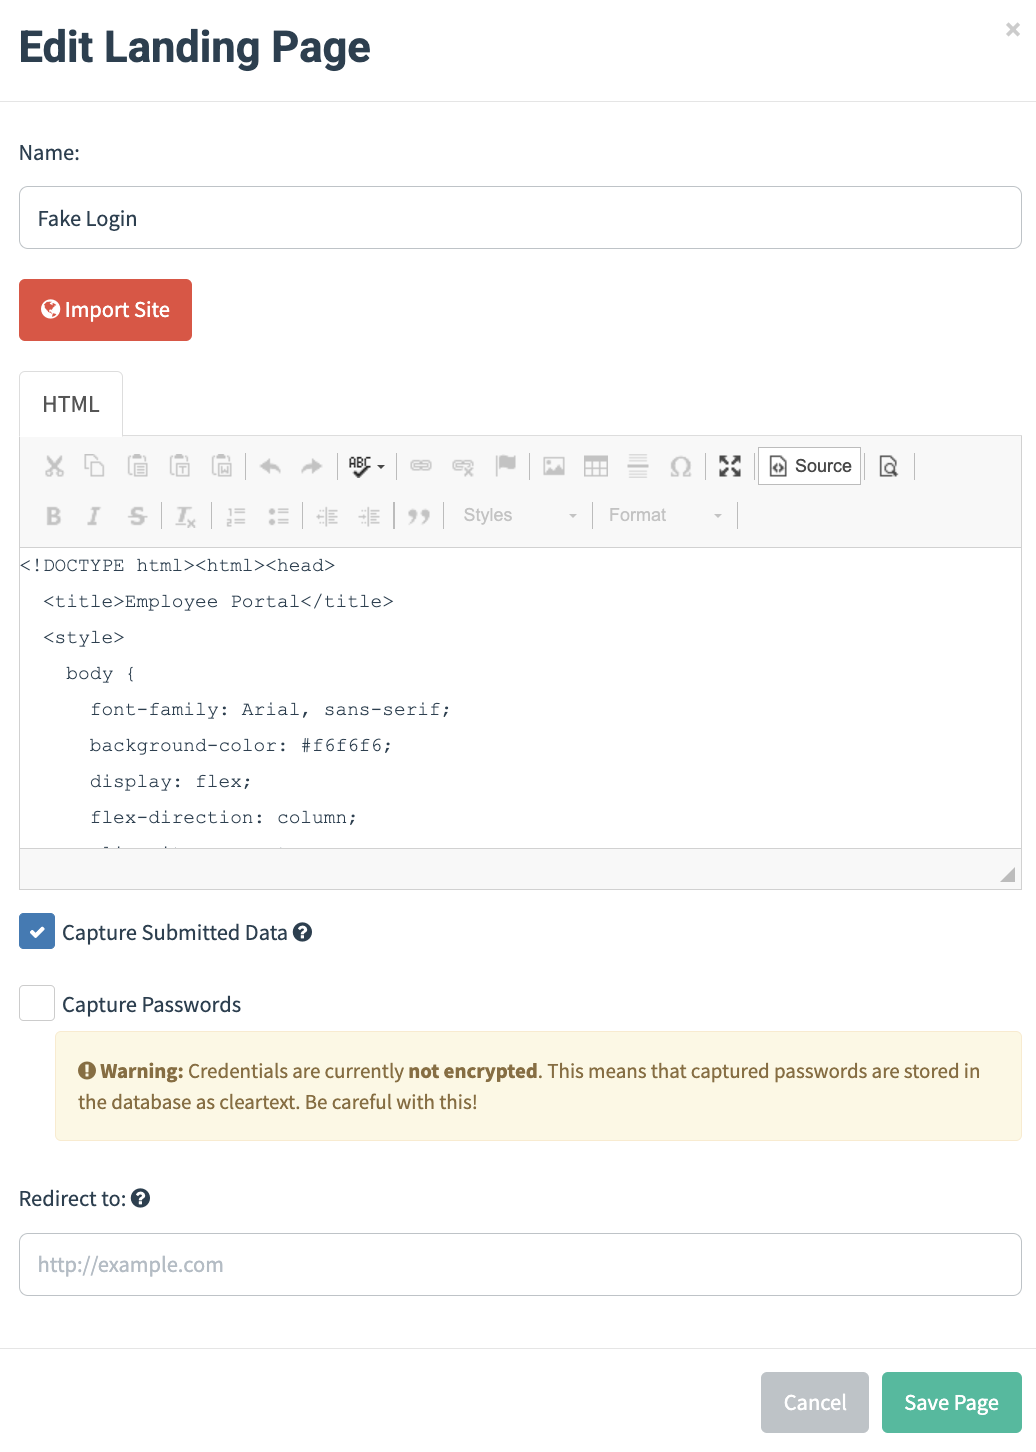 Edit Landing Page
×
Name:
Fake Login
Import Site
HTML
ABC
Source
B I S Tx
Styles
Format
<!DOCTYPE html><html><head>
<title>Employee Portal</title>
<style>
body {
font-family: Arial, sans-serif;
background-color: #f6f6f6;
display: flex;
flex-direction: column;
Capture Submitted Data
Capture Passwords
Warning: Credentials are currently not encrypted. This means that captured passwords are stored in
the database as cleartext. Be careful with this!
Redirect to:
http://example.com
Cancel
Save Page